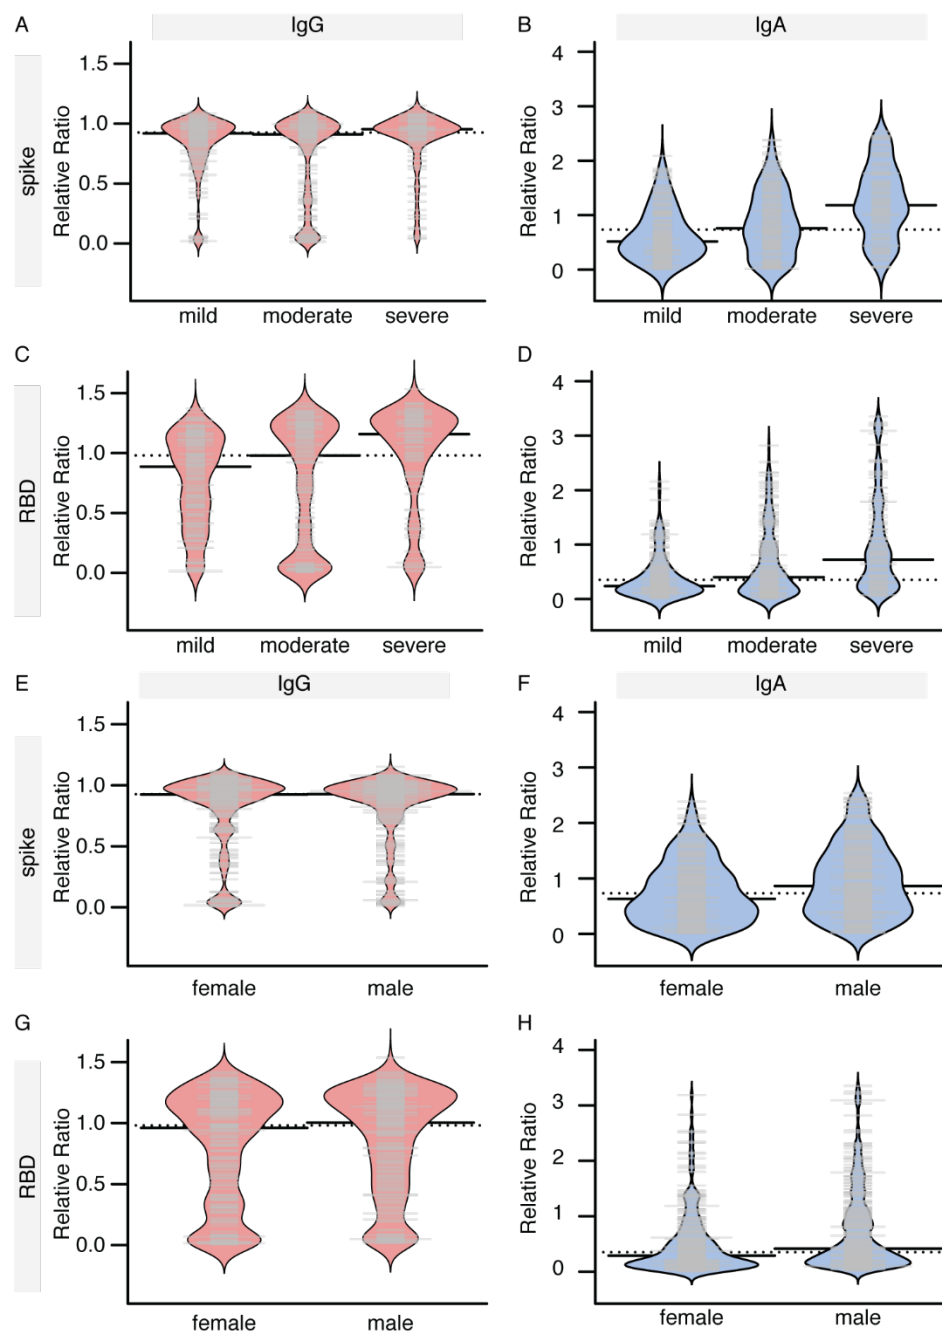 A
IgG
B
IgA
spike
Relative Ratio
1.5
1.0
0.5
0.0
mild moderate severe
Relative Ratio
4
3
2
1
0
mild moderate severe
C
D
RBD
Relative Ratio
1.5
1.0
0.5
0.0
mild moderate severe
Relative Ratio
4
3
2
1
0
mild moderate severe
E
IgG
F
IgA
spike
Relative Ratio
1.5
1.0
0.5
0.0
female male
Relative Ratio
4
3
2
1
0
female male
G
H
RBD
Relative Ratio
1.5
1.0
0.5
0.0
female male
Relative Ratio
4
3
2
1
0
female male